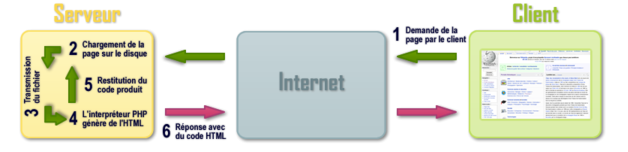 Serveur
Client
1 Demande de la
page par le client
2 Chargement de la
page sur le disque
3 Transmission
du fichier
5 Restitution du
code produit
4 L'interpréteur PHP
génère de l'HTML
Internet
6 Réponse avec
du code HTML